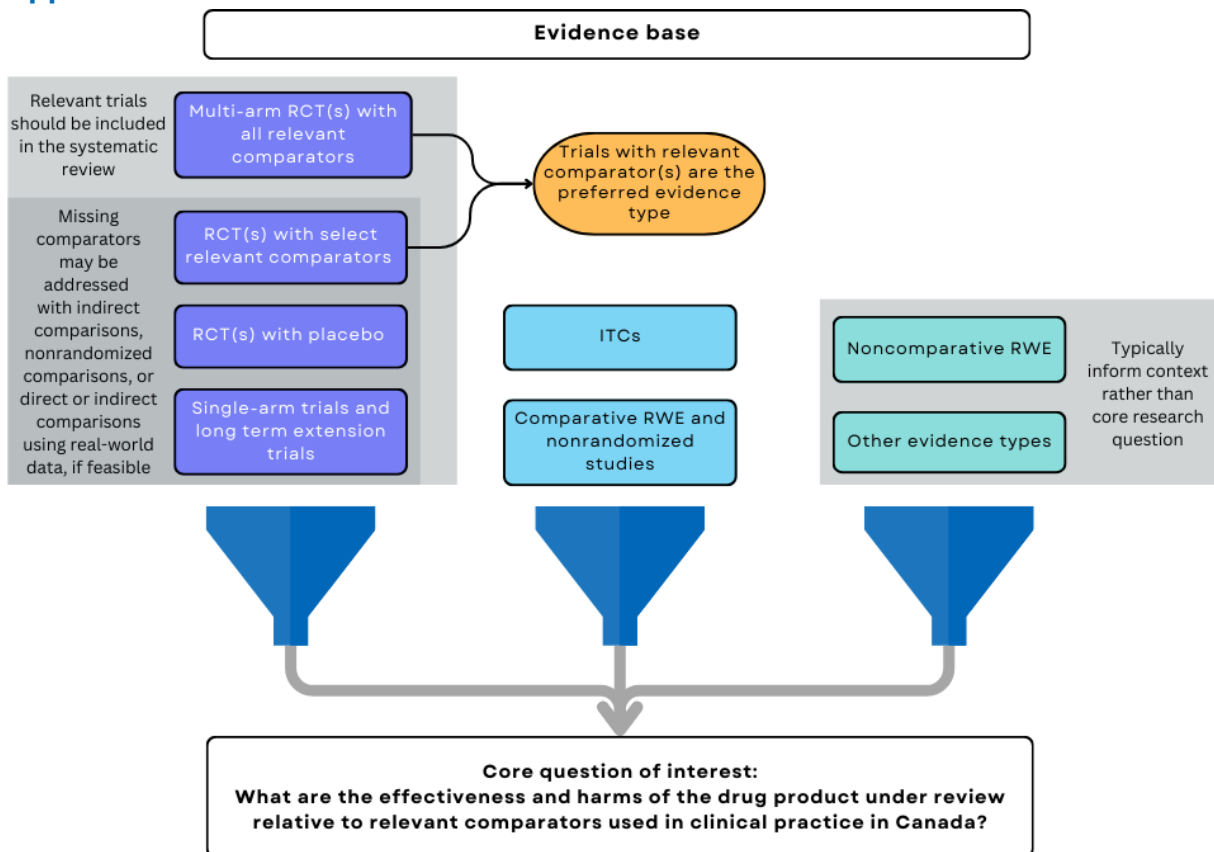 Evidence base
Relevant trials
should be included
in the systematic
review
Multi-arm RCT(s) with
all relevant
comparators
Trials with relevant
comparator(s) are the
preferred evidence
type
Missing
comparators
may be
addressed
with indirect
comparisons,
nonrandomized
comparisons, or
direct or indirect
comparisons
using real-world
data, if feasible
RCT(s) with select
relevant comparators
RCT(s) with placebo
Single-arm trials and
long term extension
trials
ITCs
Comparative RWE and
nonrandomized
studies
Noncomparative RWE
Other evidence types
Typically
inform context
rather than
core research
question
Core question of interest:
What are the effectiveness and harms of the drug product under review
relative to relevant comparators used in clinical practice in Canada?